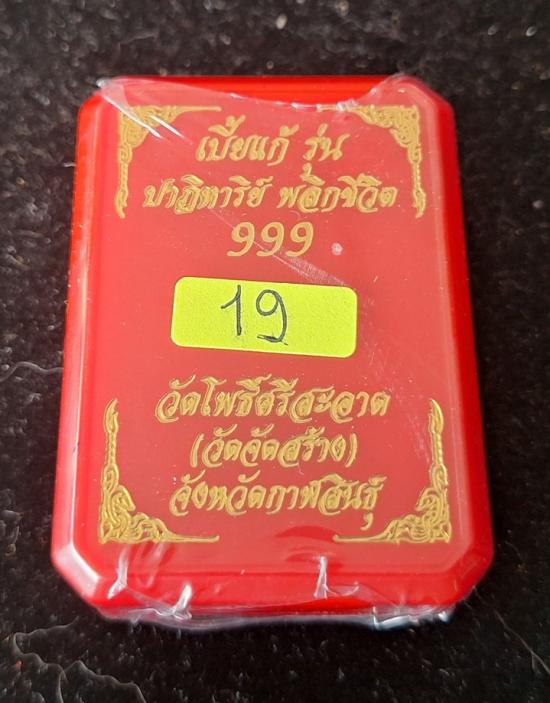 เบี้ยแก้ รุ่น
ปาฏิหาริย์ พลิกชีวิต
999
19
วัดโพธิ์ศรีสะอาด
(วัดจัดสร้าง)
จังหวัดกาฬสินธุ์